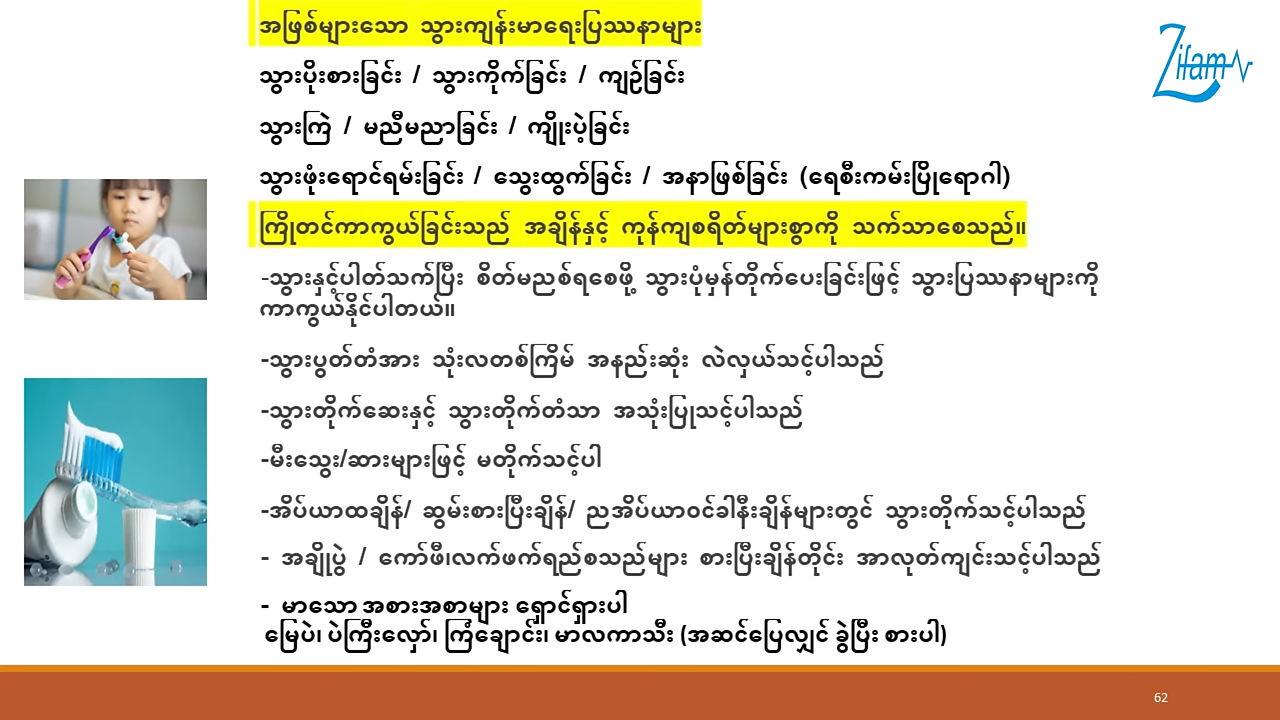 အဖြစ်များသော သွားကျန်းမာရေးပြဿနာများ
Zifam
သွားပိုးစားခြင်း / သွားကိုက်ခြင်း / ကျဉ်ခြင်း
သွားကြဲ / မညီမညာခြင်း / ကျိုးပဲ့ခြင်း
သွားဖုံးရောင်ရမ်းခြင်း / သွေးထွက်ခြင်း / အနာဖြစ်ခြင်း (ရေစီးကမ်းပြိုရောဂါ)
ကြိုတင်ကာကွယ်ခြင်းသည် အချိန်နှင့် ကုန်ကျစရိတ်များစွာကို သက်သာစေသည်။
-သွားနှင့်ပါတ်သက်ပြီး စိတ်မညစ်ရစေဖို့ သွားပုံမှန်တိုက်ပေးခြင်းဖြင့် သွားပြဿနာများကို
ကာကွယ်နိုင်ပါတယ်။
-သွားပွတ်တံအား သုံးလတစ်ကြိမ် အနည်းဆုံး လဲလှယ်သင့်ပါသည်
-သွားတိုက်ဆေးနှင့် သွားတိုက်တံသာ အသုံးပြုသင့်ပါသည်
-မီးသွေး/ဆားများဖြင့် မတိုက်သင့်ပါ
-အိပ်ယာထချိန်/ ဆွမ်းစားပြီးချိန်/ ညအိပ်ယာဝင်ခါနီးချိန်များတွင် သွားတိုက်သင့်ပါသည်
- အချိုပွဲ / ကော်ဖီ၊လက်ဖက်ရည်စသည်များ စားပြီးချိန်တိုင်း အာလုတ်ကျင်းသင့်ပါသည်
- မာသော အစားအစာများ ရှောင်ရှားပါ
မြေပဲ၊ ပဲကြီးလှော်၊ ကြံချောင်း၊ မာလကာသီး (အဆင်ပြေလျှင် ခွဲပြီး စားပါ)
62